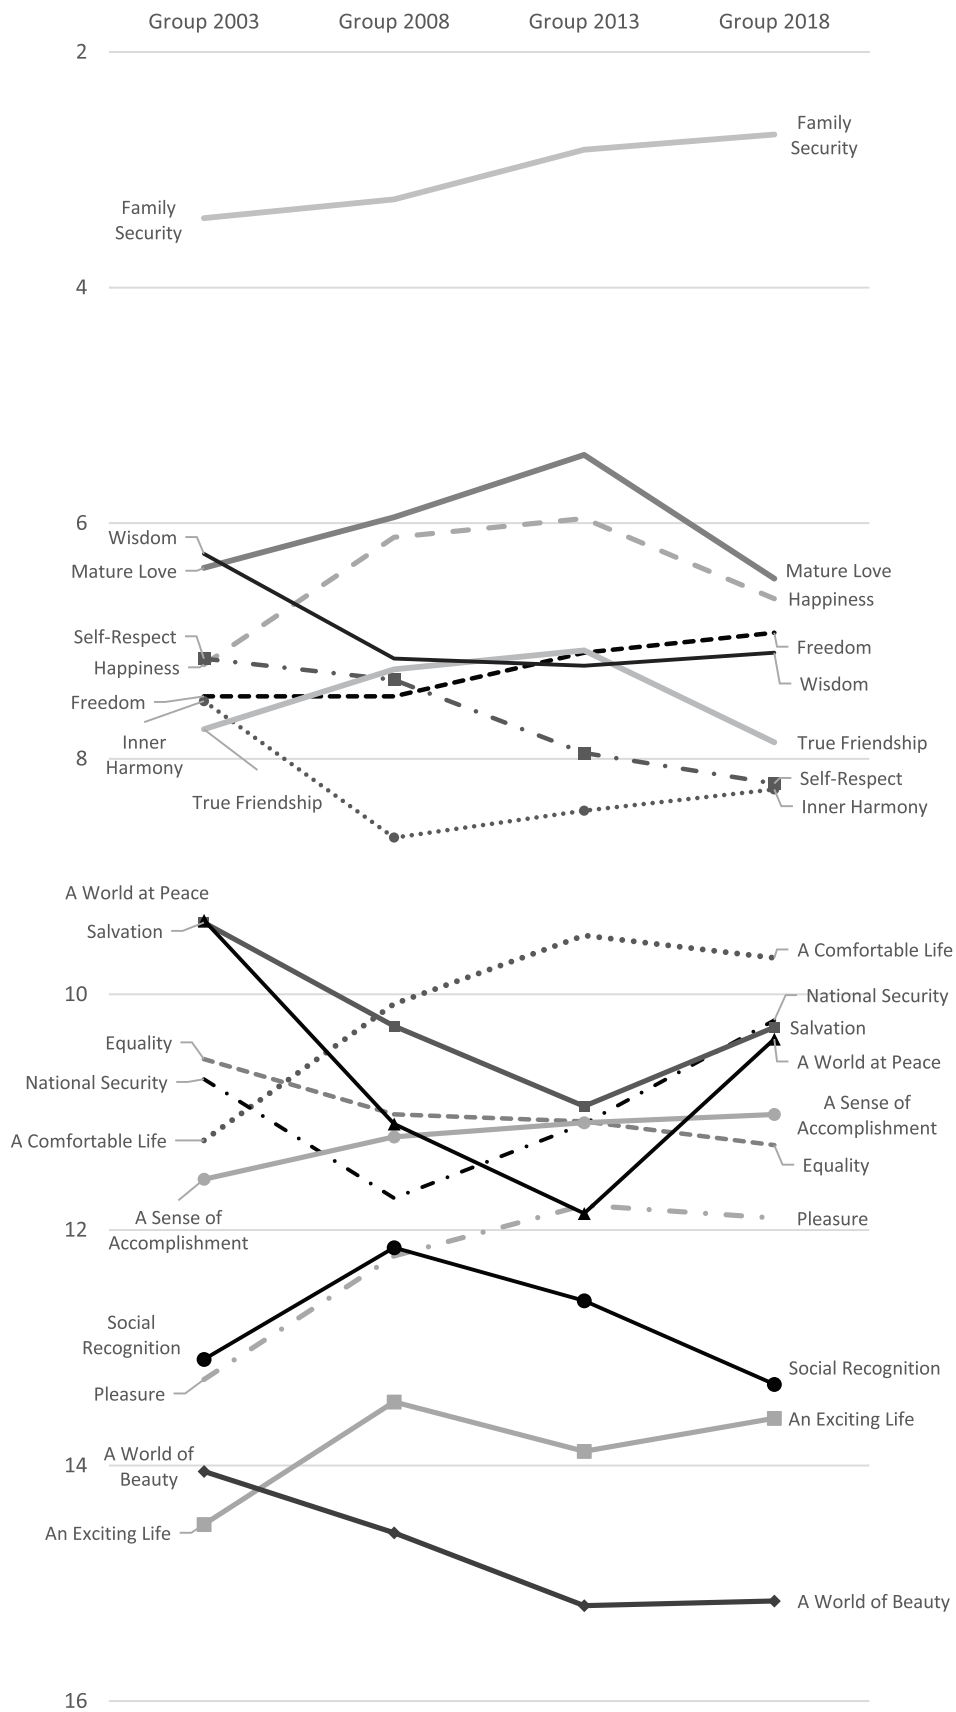 Group 2003 Group 2008 Group 2013 Group 2018
2
Family
Security
Family
Security
4
6
Wisdom
Mature Love
Mature Love
Happiness
Self-Respect
Happiness
Freedom
Wisdom
Freedom
Inner
Harmony
True Friendship
8
Self-Respect
Inner Harmony
True Friendship
A World at Peace
Salvation
A Comfortable Life
10
National Security
Salvation
Equality
A World at Peace
National Security
A Sense of
Accomplishment
A Comfortable Life
Equality
A Sense of
Accomplishment
Pleasure
12
Social
Recognition
Pleasure
Social Recognition
An Exciting Life
A World of
Beauty
14
An Exciting Life
A World of Beauty
16